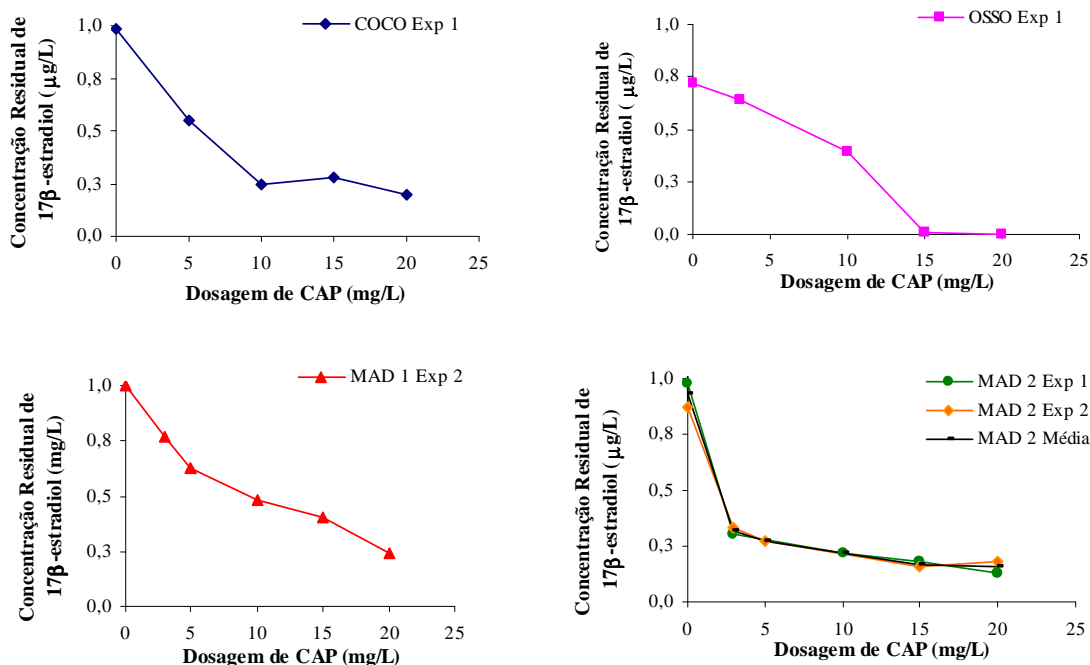 COCO Exp 1
Concentração Residual de
17β-estradiol (µg/L)
1,0
0,8
0,5
0,3
0,0
0
5
10
15
20
25
Dosagem de CAP (mg/L)
OSSO Exp 1
Concentração Residual de
17β-estradiol ( µg/L)
1,0
0,8
0,5
0,3
0,0
0
5
10
15
20
25
Dosagem de CAP (mg/L)
MAD 1 Exp 2
Concentração Residual de
17β-estradiol (mg/L)
1,0
0,8
0,5
0,3
0,0
0
5
10
15
20
25
Dosagem de CAP (mg/L)
MAD 2 Exp 1
MAD 2 Exp 2
MAD 2 Média
Concentração Residual de
17β-estradiol (µg/L)
1,0
0,8
0,5
0,3
0,0
0
5
10
15
20
25
Dosagem de CAP (mg/L)